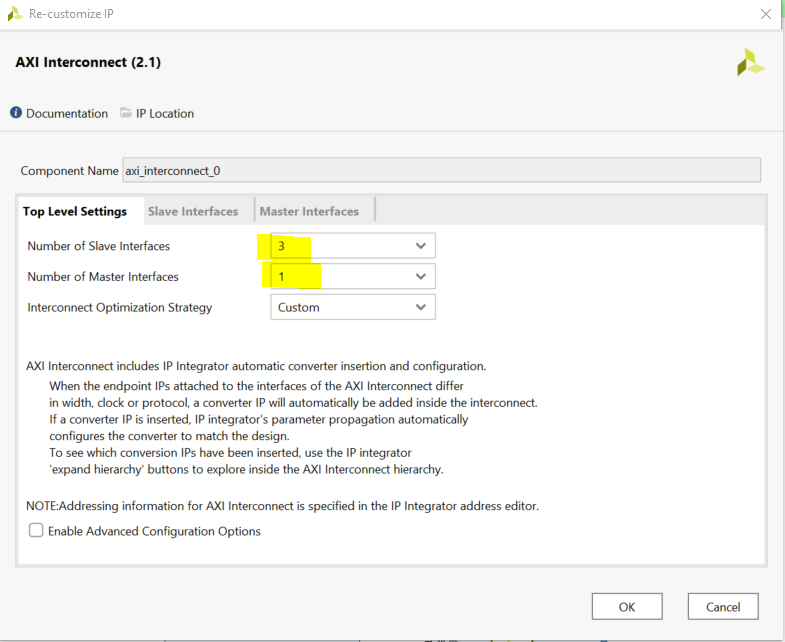 Re-customize IP
AXI Interconnect (2.1)
Documentation IP Location
Component Name axi_interconnect_0
Top Level Settings Slave Interfaces Master Interfaces
Number of Slave Interfaces 3
Number of Master Interfaces 1
Interconnect Optimization Strategy Custom
AXI Interconnect includes IP Integrator automatic converter insertion and configuration.
When the endpoint IPs attached to the interfaces of the AXI Interconnect differ
in width, clock or protocol, a converter IP will automatically be added inside the interconnect.
If a converter IP is inserted, IP integrator's parameter propagation automatically
configures the converter to match the design.
To see which conversion IPs have been inserted, use the IP integrator
'expand hierarchy' buttons to explore inside the AXI Interconnect hierarchy.
NOTE:Addressing information for AXI Interconnect is specified in the IP Integrator address editor.
Enable Advanced Configuration Options
OK Cancel